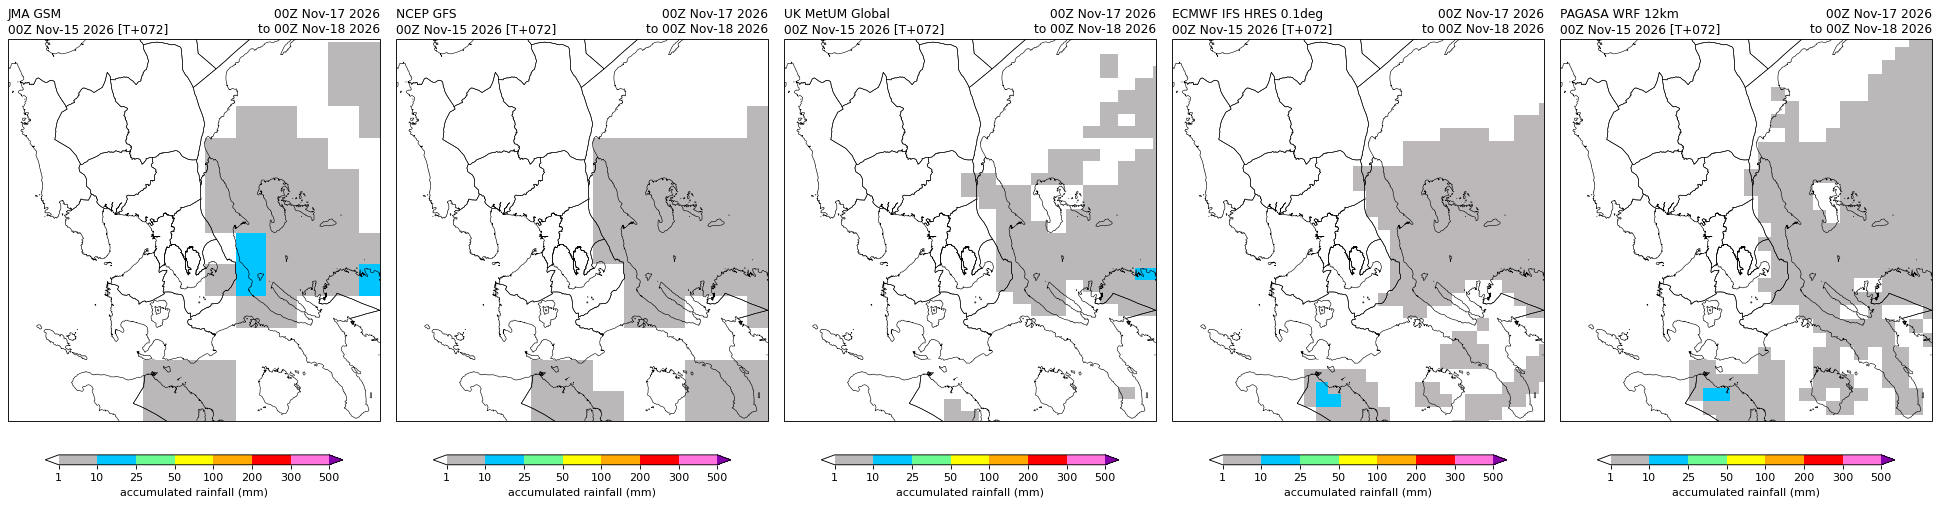 JMA GSM 00Z Nov-17 2026
00Z Nov-15 2026 [T+072] to 00Z Nov-18 2026
NCEP GFS 00Z Nov-17 2026
00Z Nov-15 2026 [T+072] to 00Z Nov-18 2026
UK MetUM Global 00Z Nov-17 2026
00Z Nov-15 2026 [T+072] to 00Z Nov-18 2026
ECMWF IFS HRES 0.1deg 00Z Nov-17 2026
00Z Nov-15 2026 [T+072] to 00Z Nov-18 2026
PAGASA WRF 12km 00Z Nov-17 2026
00Z Nov-15 2026 [T+072] to 00Z Nov-18 2026
1 10 25 50 100 200 300 500
accumulated rainfall (mm)
1 10 25 50 100 200 300 500
accumulated rainfall (mm)
1 10 25 50 100 200 300 500
accumulated rainfall (mm)
1 10 25 50 100 200 300 500
accumulated rainfall (mm)
1 10 25 50 100 200 300 500
accumulated rainfall (mm)